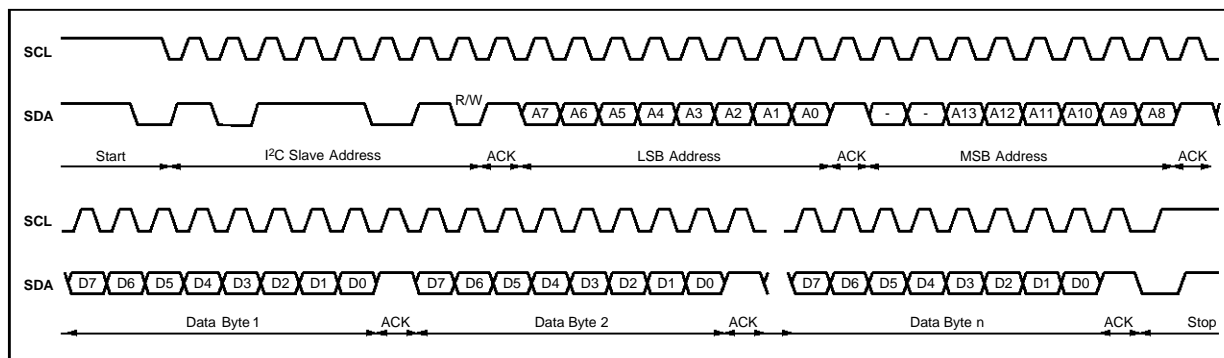 SCL
SDA
R/W
A7 A6 A5 A4 A3 A2 A1 A0 - - A13 A12 A11 A10 A9 A8
Start I²C Slave Address ACK LSB Address ACK MSB Address ACK
SCL
SDA
D7 D6 D5 D4 D3 D2 D1 D0 D7 D6 D5 D4 D3 D2 D1 D0 D7 D6 D5 D4 D3 D2 D1 D0
Data Byte 1 ACK Data Byte 2 ACK Data Byte n ACK Stop